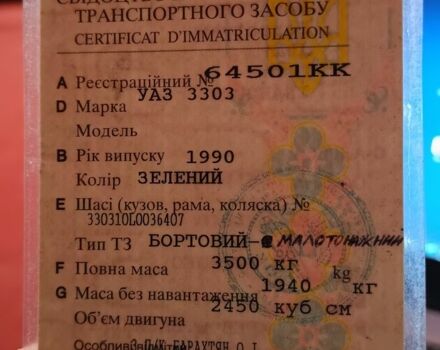 ТРАНСПОРТНОГО ЗАСОБУ
CERTIFICAT D'IMMATRICULATION
A Реєстраційний № 64501КК
D Марка УАЗ 3303
Модель
B Рік випуску 1990
Колір ЗЕЛЕНИЙ
E Шасі (кузов, рама, коляска) №
330310L0036407
Тип ТЗ БОРТОВИЙ- МАЛОТОНАЖНИЙ
F Повна маса 3500 кг kg
G Маса без навантаження 1940 кг
Об'єм двигуна 2450 куб см